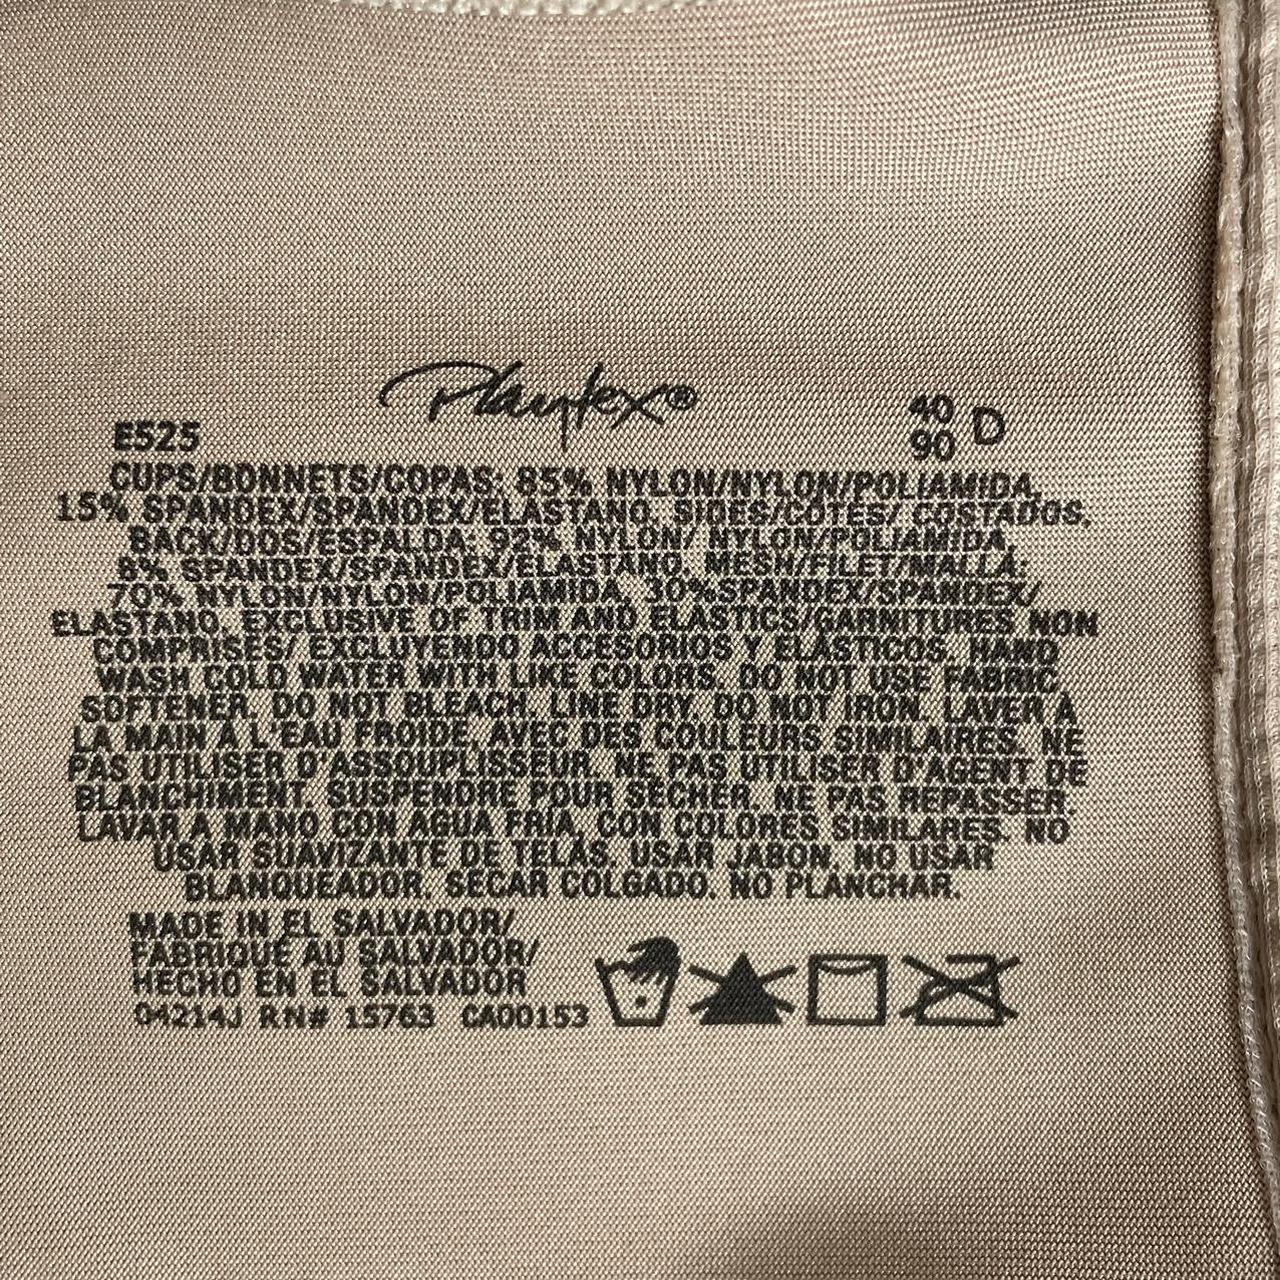 Playtex®
E525
40
90 D
CUPS/BONNETS/COPAS: 85% NYLON/NYLON/POLIAMIDA,
15% SPANDEX/SPANDEX/ELASTANO. SIDES/COTES/ COSTADOS,
BACK/DOS/ESPALDA: 92% NYLON/ NYLON/POLIAMIDA,
8% SPANDEX/SPANDEX/ELASTANO. MESH/FILET/MALLA:
70% NYLON/NYLON/POLIAMIDA, 30%SPANDEX/SPANDEX/
ELASTANO. EXCLUSIVE OF TRIM AND ELASTICS/GARNITURES NON
COMPRISES/ EXCLUYENDO ACCESORIOS Y ELÁSTICOS. HAND
WASH COLD WATER WITH LIKE COLORS. DO NOT USE FABRIC
SOFTENER. DO NOT BLEACH. LINE DRY. DO NOT IRON. LAVER À
LA MAIN À L'EAU FROIDE, AVEC DES COULEURS SIMILAIRES. NE
PAS UTILISER D'ASSOUPLISSEUR. NE PAS UTILISER D'AGENT DE
BLANCHIMENT. SUSPENDRE POUR SÉCHER. NE PAS REPASSER.
LAVAR A MANO CON AGUA FRIA, CON COLORES SIMILARES. NO
USAR SUAVIZANTE DE TELAS. USAR JABON. NO USAR
BLANQUEADOR. SECAR COLGADO. NO PLANCHAR.
MADE IN EL SALVADOR/
FABRIQUÉ AU SALVADOR/
HECHO EN EL SALVADOR
04214J RN# 15763 CA00153